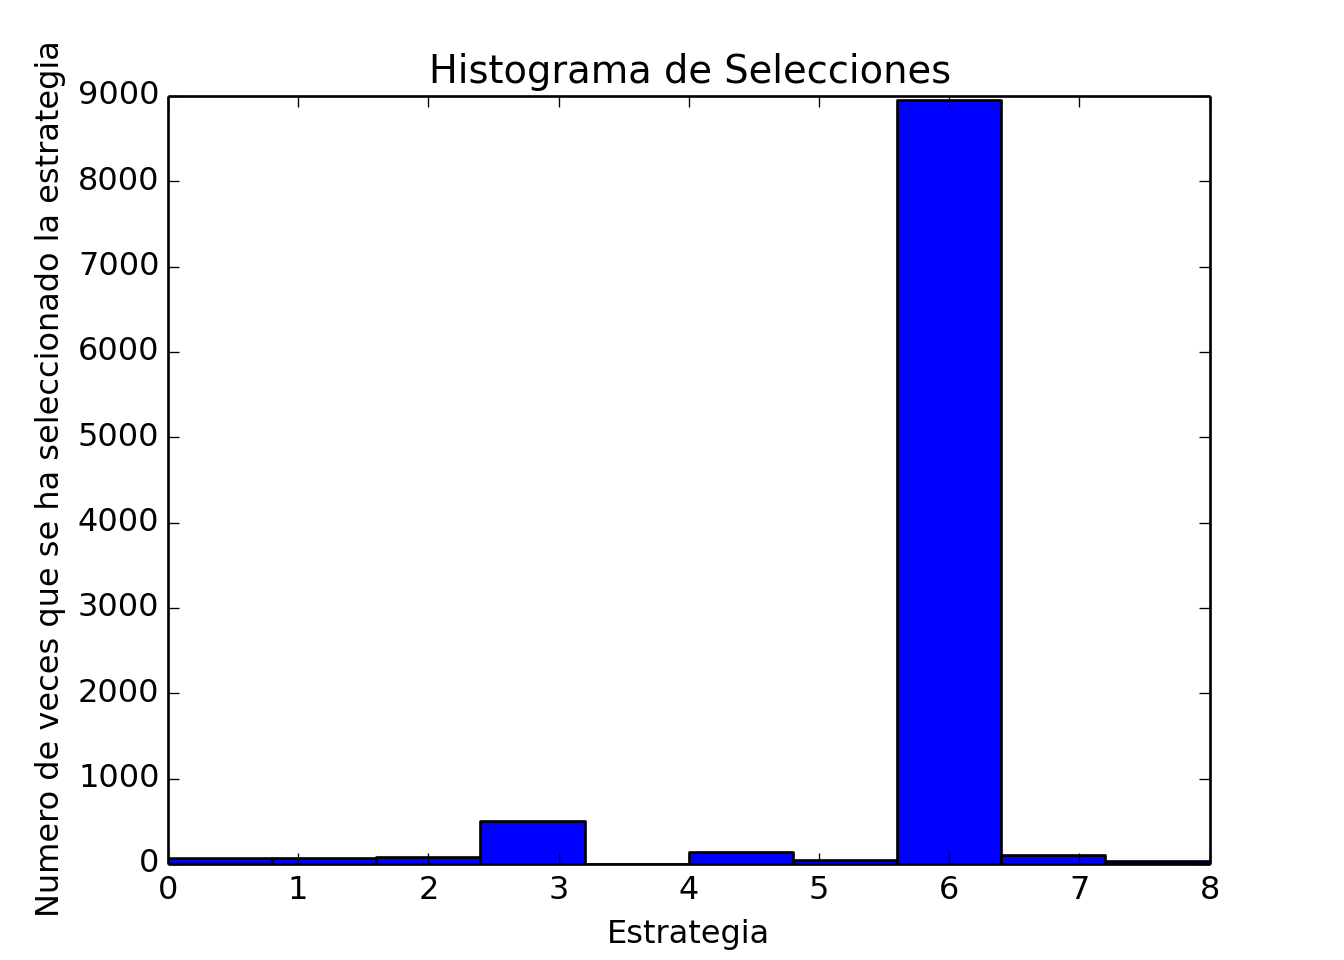 Histograma de Selecciones
Numero de veces que se ha seleccionado la estrategia
9000
8000
7000
6000
5000
4000
3000
2000
1000
0
0 1 2 3 4 5 6 7 8
Estrategia